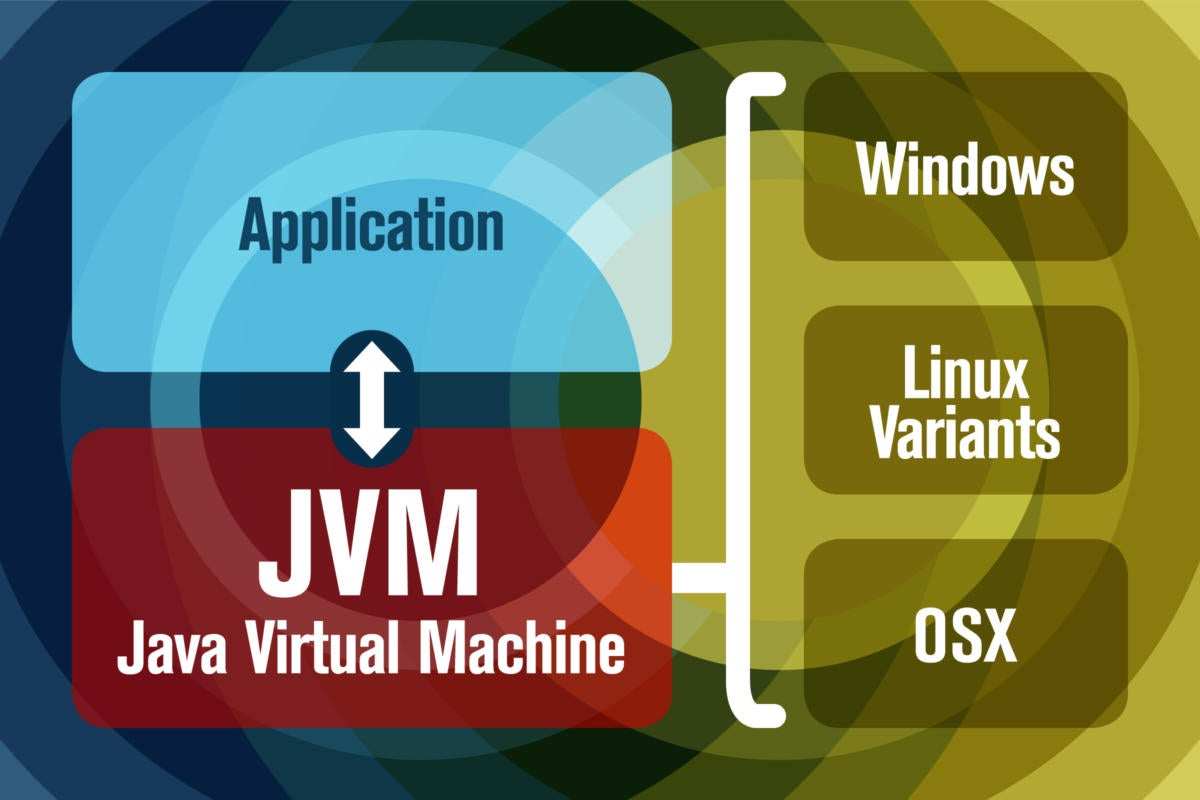 Application
JVM
Java Virtual Machine
Windows
Linux
Variants
OSX